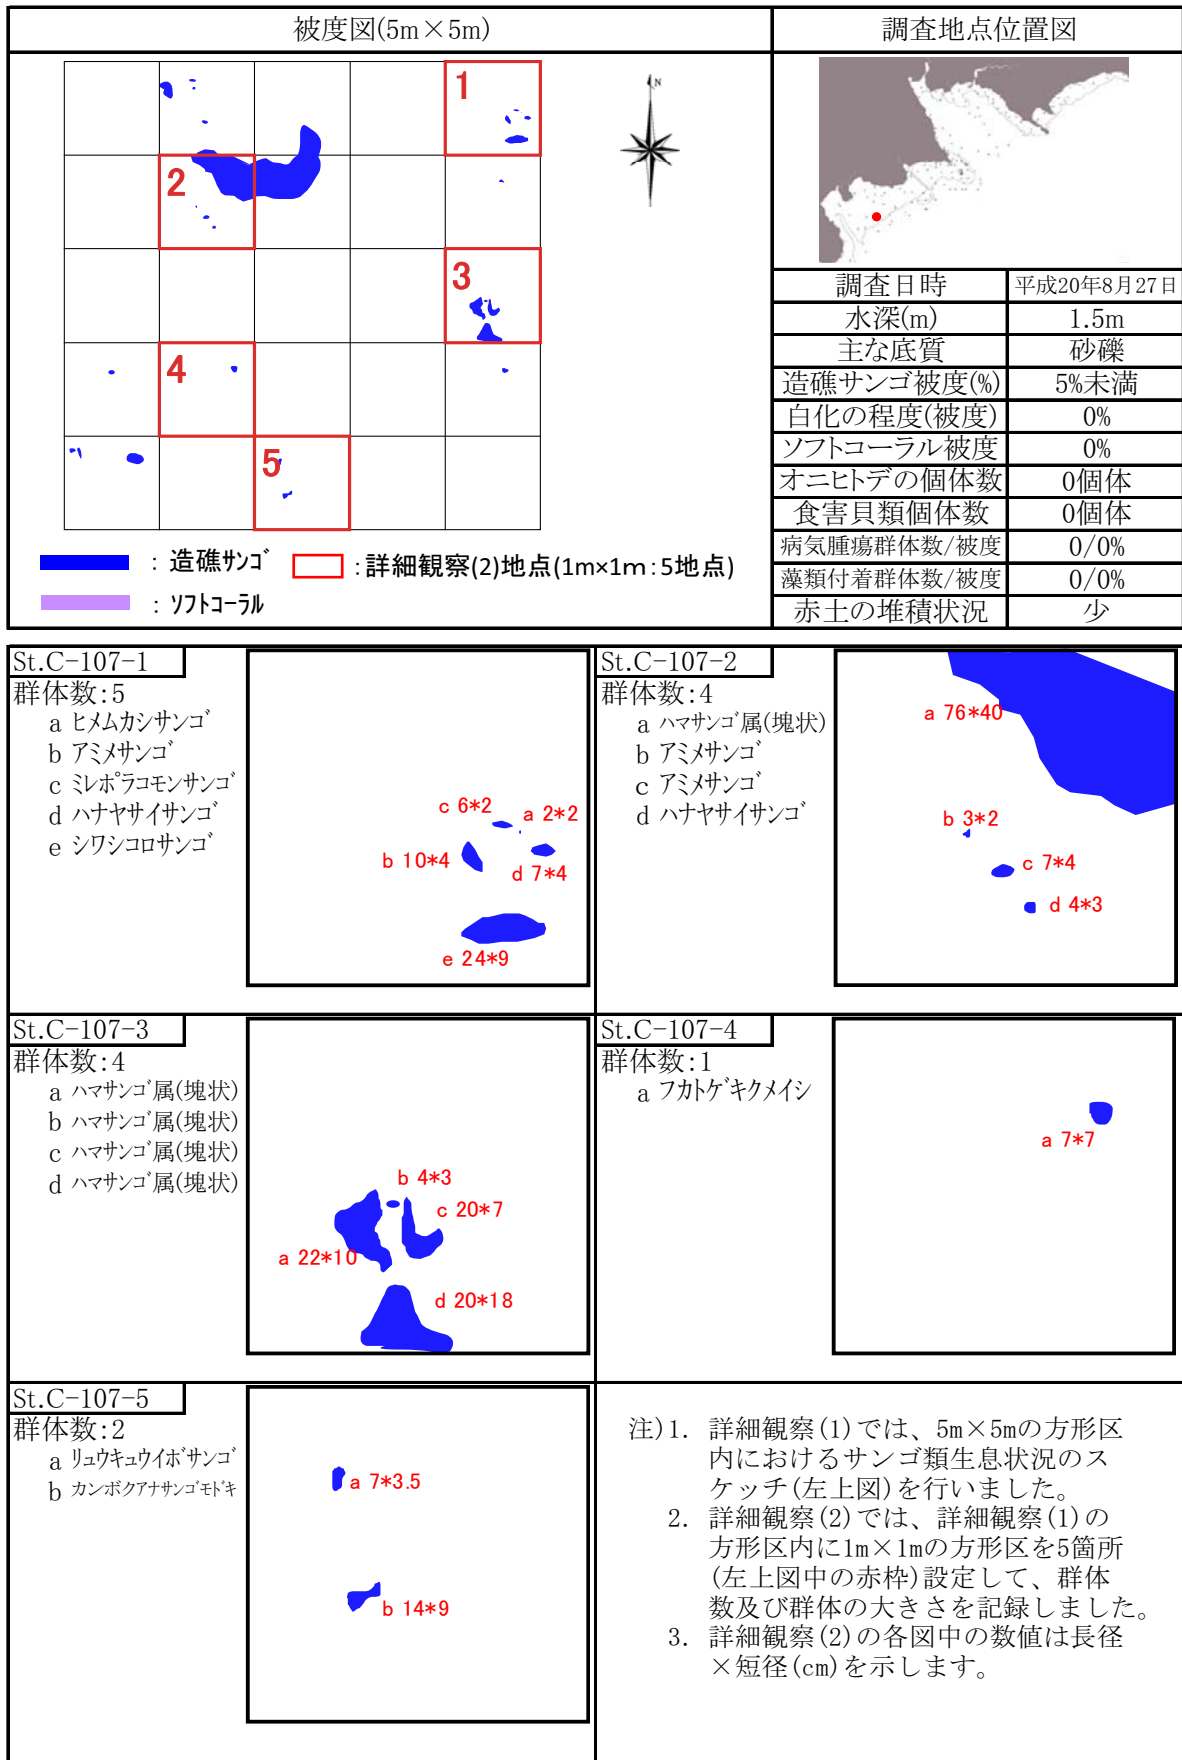 被度図(5m×5m)
調査地点位置図
1
2
3
4
5
N
：造礁サンゴ
：詳細観察(2)地点(1m×1m：5地点)
：ソフトコーラル
調査日時 平成20年8月27日
水深(m) 1.5m
主な底質 砂礫
造礁サンゴ被度(%) 5%未満
白化の程度(被度) 0%
ソフトコーラル被度 0%
オニヒトデの個体数 0個体
食害貝類個体数 0個体
病気腫瘍群体数/被度 0/0%
藻類付着群体数/被度 0/0%
赤土の堆積状況 少
St.C-107-1
群体数:5
a ヒメムカシサンゴ
b アミメサンゴ
c ミレポラコモンサンゴ
d ハナヤサイサンゴ
e シワシコロサンゴ
c 6*2
a 2*2
b 10*4
d 7*4
e 24*9
St.C-107-2
群体数:4
a ハマサンゴ属(塊状)
b アミメサンゴ
c アミメサンゴ
d ハナヤサイサンゴ
a 76*40
b 3*2
c 7*4
d 4*3
St.C-107-3
群体数:4
a ハマサンゴ属(塊状)
b ハマサンゴ属(塊状)
c ハマサンゴ属(塊状)
d ハマサンゴ属(塊状)
b 4*3
c 20*7
a 22*10
d 20*18
St.C-107-4
群体数:1
a フカトゲキクメイシ
a 7*7
St.C-107-5
群体数:2
a リュウキュウイボサンゴ
b カンボクアナサンゴモドキ
a 7*3.5
b 14*9
注)1. 詳細観察(1)では、5m×5mの方形区
内におけるサンゴ類生息状況のス
ケッチ(左上図)を行いました。
2. 詳細観察(2)では、詳細観察(1)の
方形区内に1m×1mの方形区を5箇所
(左上図中の赤枠)設定して、群体
数及び群体の大きさを記録しました。
3. 詳細観察(2)の各図中の数値は長径
×短径(cm)を示します。